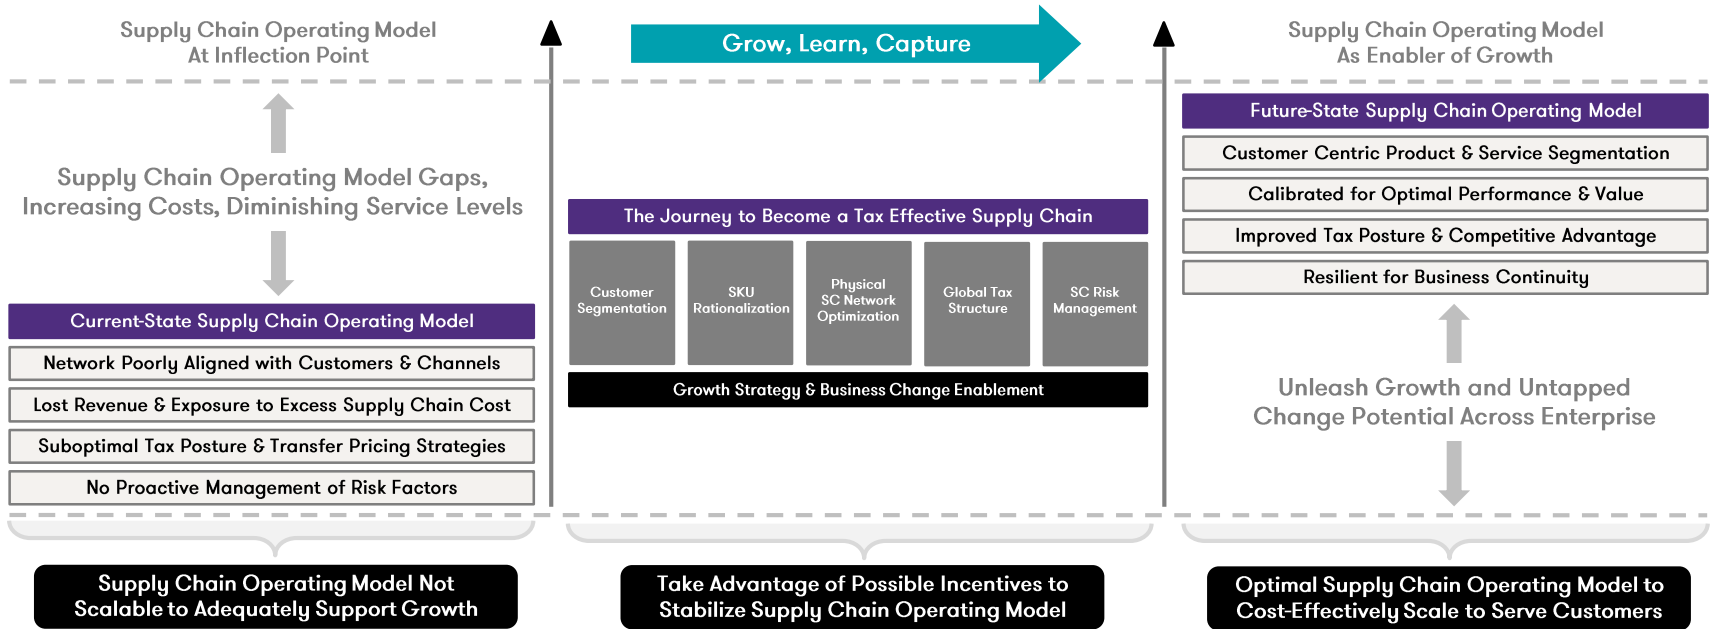 Supply Chain Operating Model
At Inflection Point
Supply Chain Operating Model Gaps,
Increasing Costs, Diminishing Service Levels
Current-State Supply Chain Operating Model
Network Poorly Aligned with Customers & Channels
Lost Revenue & Exposure to Excess Supply Chain Cost
Suboptimal Tax Posture & Transfer Pricing Strategies
No Proactive Management of Risk Factors
Supply Chain Operating Model Not
Scalable to Adequately Support Growth
Grow, Learn, Capture
The Journey to Become a Tax Effective Supply Chain
Customer
Segmentation
SKU
Rationalization
Physical
SC Network
Optimization
Global Tax
Structure
SC Risk
Management
Growth Strategy & Business Change Enablement
Take Advantage of Possible Incentives to
Stabilize Supply Chain Operating Model
Supply Chain Operating Model
As Enabler of Growth
Future-State Supply Chain Operating Model
Customer Centric Product & Service Segmentation
Calibrated for Optimal Performance & Value
Improved Tax Posture & Competitive Advantage
Resilient for Business Continuity
Unleash Growth and Untapped
Change Potential Across Enterprise
Optimal Supply Chain Operating Model to
Cost-Effectively Scale to Serve Customers